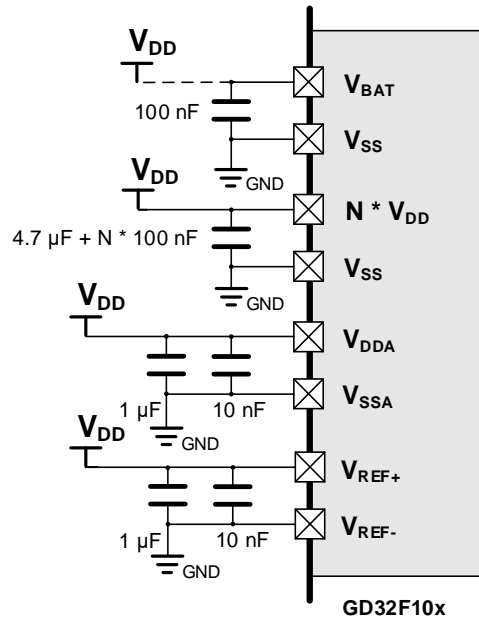 VDD
VBAT
100 nF
VSS
GND
VDD
N * VDD
4.7 μF + N * 100 nF
VSS
GND
VDD
VDDA
VSSA
1 μF
10 nF
GND
VDD
VREF+
VREF-
1 μF
10 nF
GND
GD32F10x